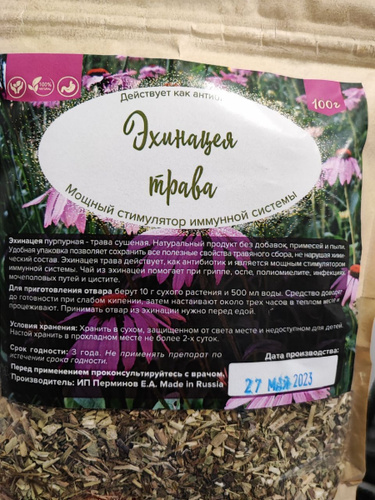 100%
100г
Действует как антиб.
Эхинацея
трава
Мощный стимулятор иммунной системы
Эхинацея пурпурная - трава сушеная. Натуральный продукт без добавок, примесей и пыли.
Удобная упаковка позволяет сохранить все полезные свойства травяного сбора, не нарушая хими-
ческий состав. Эхинацея трава действует, как антибиотик и является мощным стимулятором
иммунной системы. Чай из эхинацеи помогает при гриппе, оспе, полиомиелите, инфекциях
мочеполовых путей и цистите.
Для приготовления отвара берут 10 г сухого растения и 500 мл воды. Средство доводят
до готовности при слабом кипении, затем настаивают около трех часов в теплом месте и
процеживают. Принимать отвар из эхинацеи нужно перед едой.
Условия хранения: Хранить в сухом, защищенном от света месте и недоступном для детей.
Настой хранить в прохладном месте не более 2-х суток.
Срок годности: 3 года. Не применять препарат по
истечении срока годности.
Дата производства:
27 МАЯ 2023
Перед применением проконсультируйтесь с врачом.
Производитель: ИП Перминов Е.А. Made in Russia